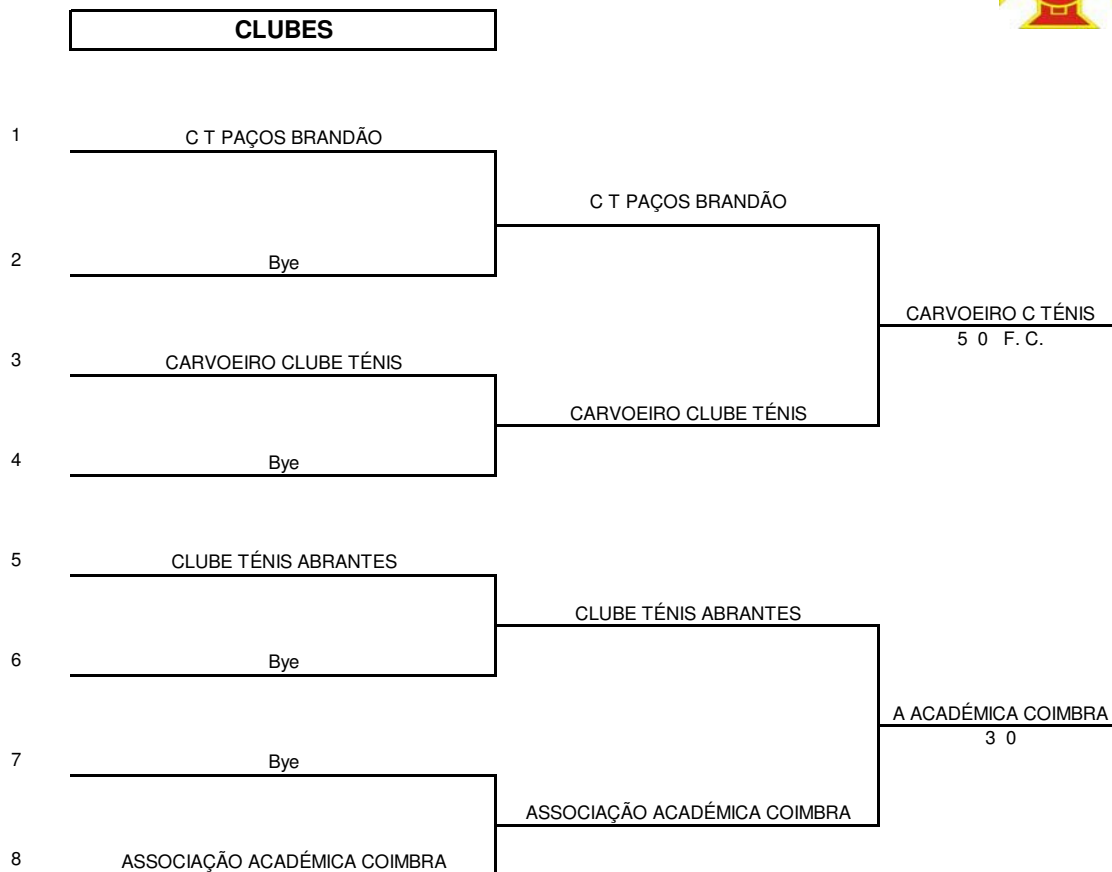 CLUBES
1
C T PAÇOS BRANDÃO
C T PAÇOS BRANDÃO
2
Bye
CARVOEIRO C TÉNIS
5 0 F. C.
3
CARVOEIRO CLUBE TÉNIS
CARVOEIRO CLUBE TÉNIS
4
Bye
5
CLUBE TÉNIS ABRANTES
CLUBE TÉNIS ABRANTES
6
Bye
A ACADÉMICA COIMBRA
3 0
7
Bye
ASSOCIAÇÃO ACADÉMICA COIMBRA
8
ASSOCIAÇÃO ACADÉMICA COIMBRA